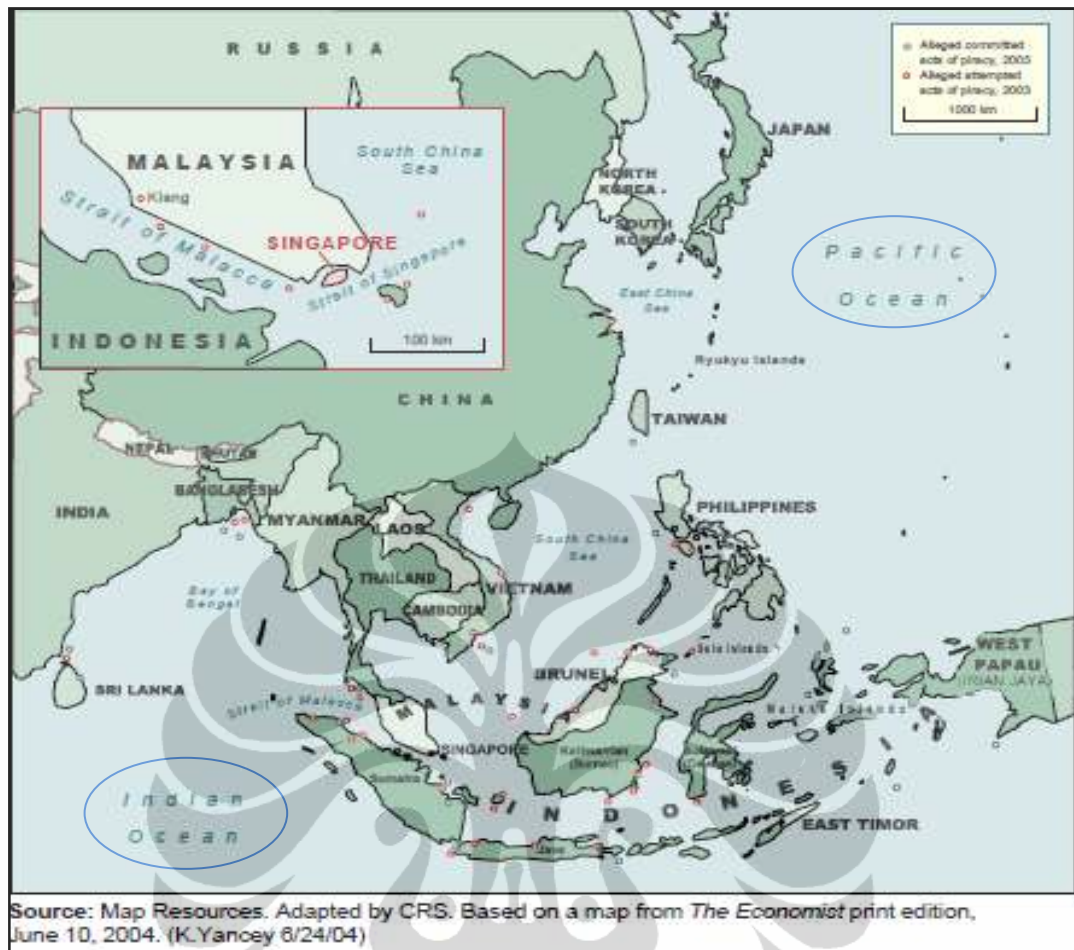 RUSSIA
Alleged committed
acts of piracy, 2003
Alleged attempted
acts of piracy, 2003
1000 km
JAPAN
MALAYSIA
South China
Sea
Klang
Strait of Malacca
SINGAPORE
Strait of Singapore
INDONESIA
100 km
NORTH
KOREA
SOUTH
KOREA
Pacific
Ocean
East China
Sea
Ryukyu Islands
CHINA
TAIWAN
NEPAL
BHUTAN
BANGLADESH
INDIA
MYANMAR
LAOS
PHILIPPINES
South China
Sea
THAILAND
VIETNAM
CAMBODIA
Bay of
Bengal
SRI LANKA
BRUNEI
WEST
PAPAU
(IRIAN JAYA)
Strait of Malacca
MALAYSIA
SINGAPORE
Sumatra
Kalimantan
Indian
Ocean
INDONESIA
Java
EAST TIMOR
Source: Map Resources. Adapted by CRS. Based on a map from The Economist print edition,
June 10, 2004. (K.Yancey 6/24/04)